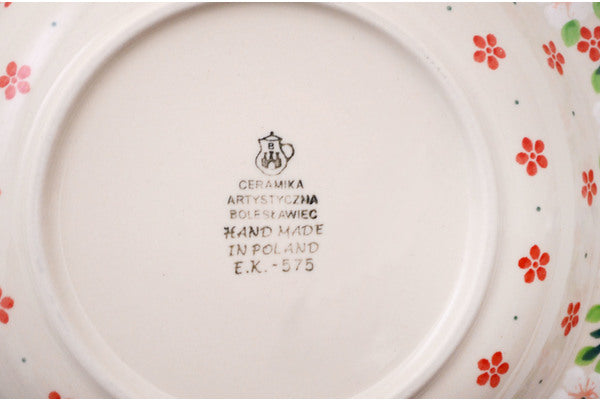 B
CERAMIKA
ARTYSTYCZNA
BOLESŁAWIEC
HAND MADE
IN POLAND
E.K.-575